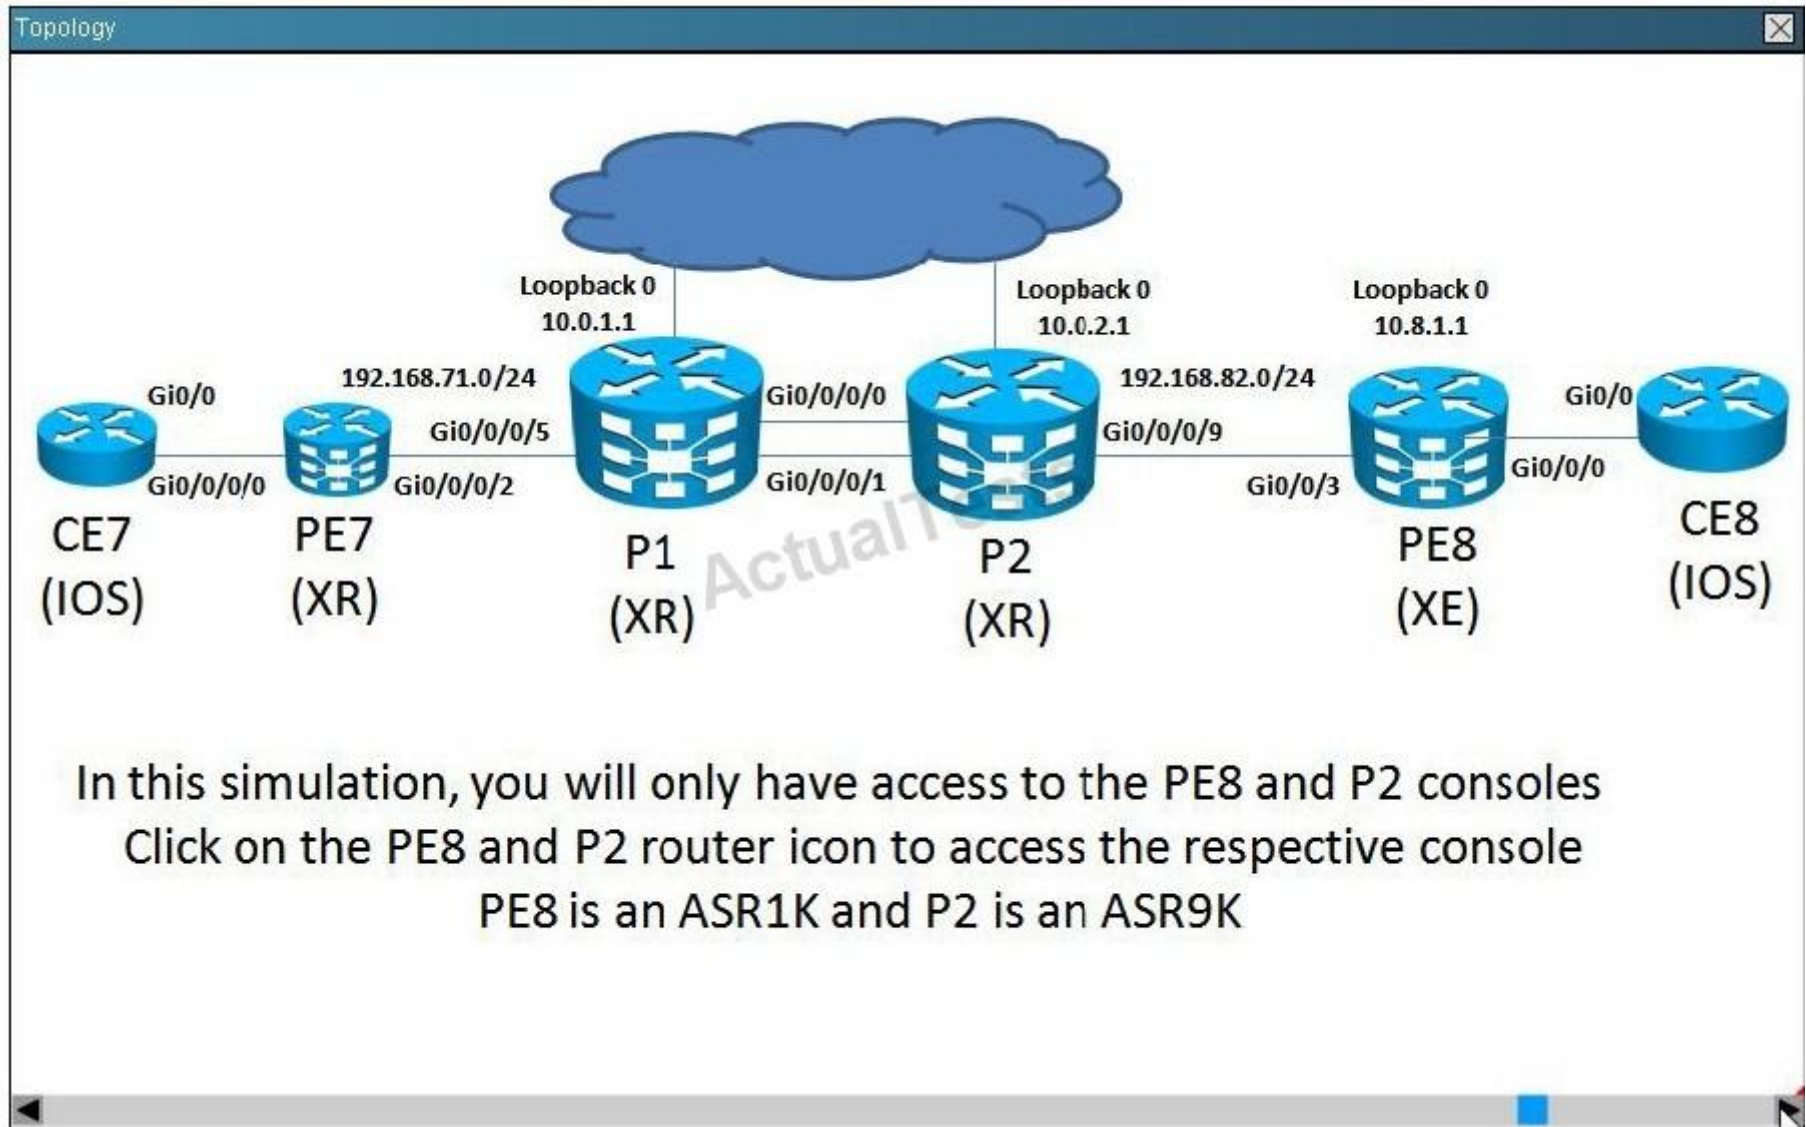 Topology
Loopback 0
10.0.1.1
Loopback 0
10.0.2.1
Loopback 0
10.8.1.1
192.168.71.0/24
192.168.82.0/24
Gi0/0
Gi0/0/0/5
Gi0/0/0/0
Gi0/0/0/9
Gi0/0
Gi0/0/0/0
Gi0/0/0/2
Gi0/0/0/1
Gi0/0/3
Gi0/0/0
CE7
(IOS)
PE7
(XR)
P1
(XR)
P2
(XR)
PE8
(XE)
CE8
(IOS)
In this simulation, you will only have access to the PE8 and P2 consoles
Click on the PE8 and P2 router icon to access the respective console
PE8 is an ASR1K and P2 is an ASR9K